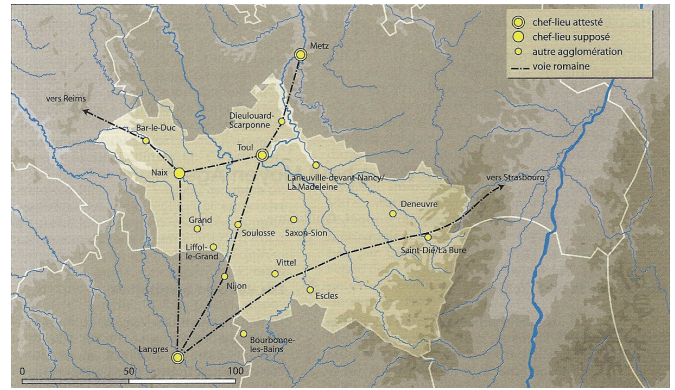 chef-lieu attesté
chef-lieu supposé
autre agglomération
voie romaine
Metz
vers Reims
Dieulouard-
Scarponne
Bar-le-Duc
Toul
Naix
Laneuville-devant-Nancy/
La Madeleine
vers Strasbourg
Deneuvre
Grand
Soulosse
Saxon-Sion
Saint-Dié/La Bure
Liffol-
le-Grand
Vittel
Nijon
Escles
Bourbonne-
les-Bains
Langres
0
50
100